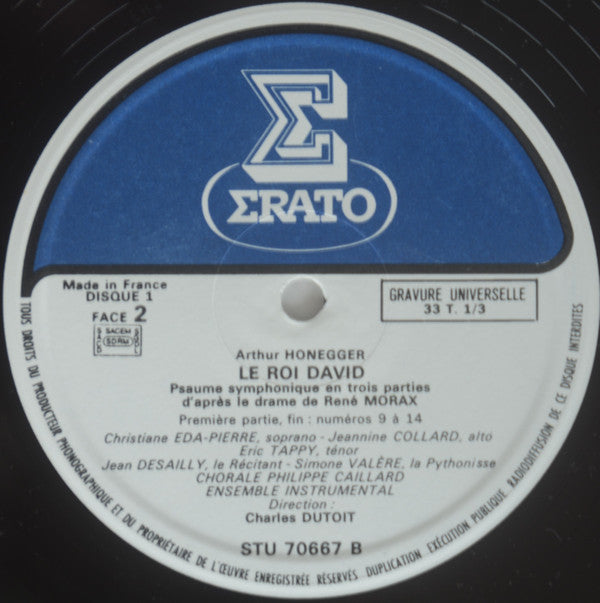 ΣRATO
Made in France
DISQUE 1
FACE 2
SACEM
SDRM
GRAVURE UNIVERSELLE
33 T. 1/3
Arthur HONEGGER
LE ROI DAVID
Psaume symphonique en trois parties
d'après le drame de René MORAX
Première partie, fin : numéros 9 à 14
Christiane EDA-PIERRE, soprano - Jeannine COLLARD, alto
Eric TAPPY, ténor
Jean DESAILLY, le Récitant - Simone VALÈRE, la Pythonisse
CHORALE PHILIPPE CAILLARD
ENSEMBLE INSTRUMENTAL
Direction :
Charles DUTOIT
STU 70667 B
TOUS DROITS DU PRODUCTEUR PHONOGRAPHIQUE ET DU PROPRIÉTAIRE DE L'ŒUVRE ENREGISTRÉE RÉSERVÉS DUPLICATION EXÉCUTION PUBLIQUE RADIODIFFUSION DE CE DISQUE INTERDITES